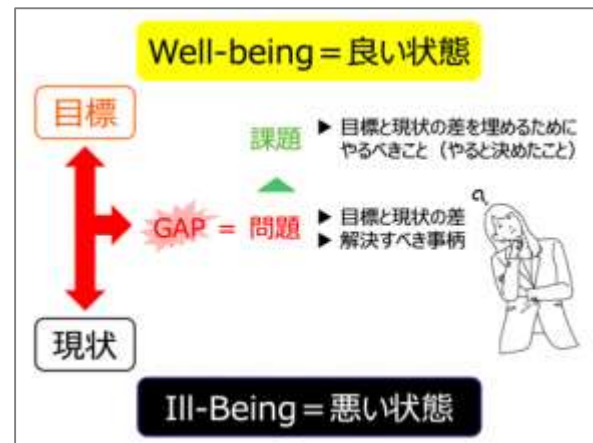 Well-being＝良い状態
目標
課題
▶ 目標と現状の差を埋めるために
やるべきこと（やると決めたこと）
GAP = 問題
▶ 目標と現状の差
▶ 解決すべき事柄
現状
Ill-Being＝悪い状態